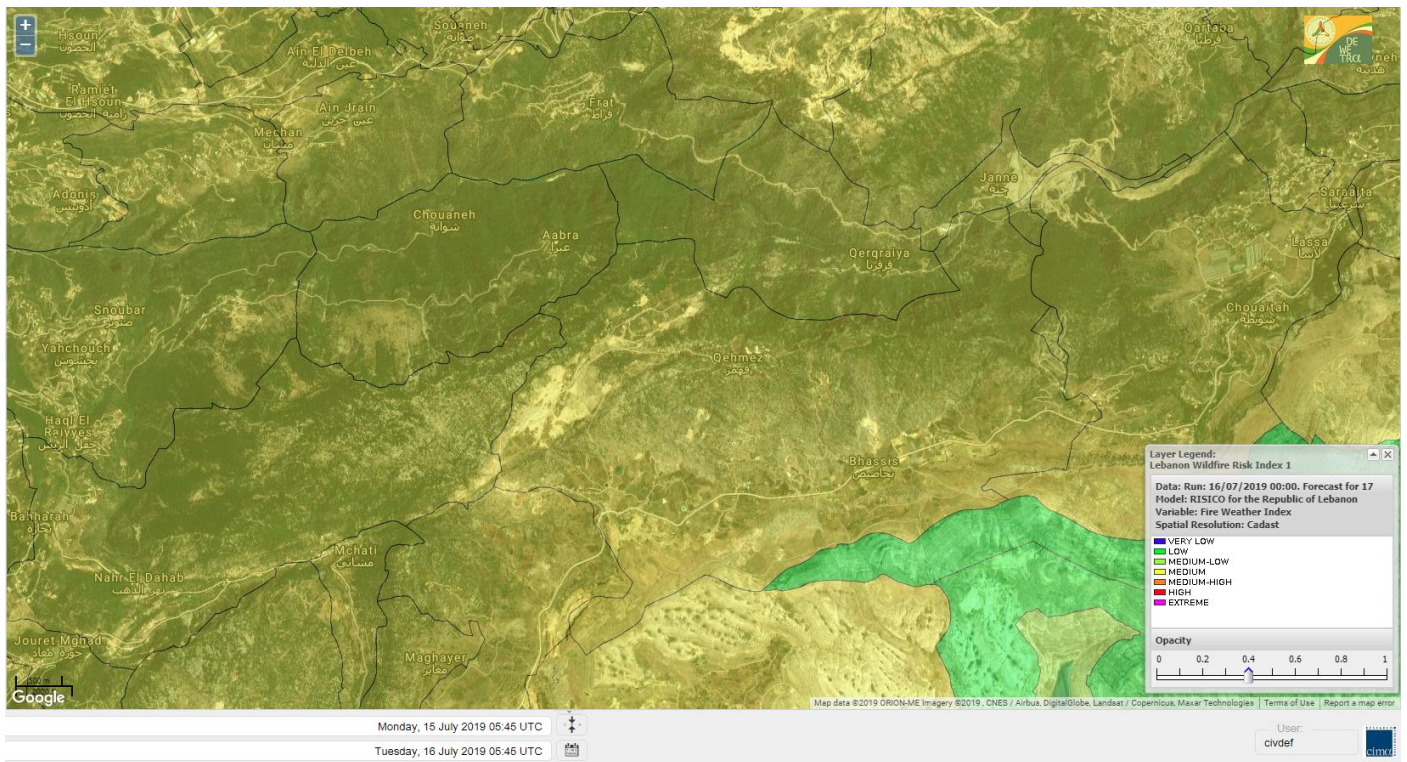 +
−
Hsoun
الحصون
Ramiet
El Hsoun
رامية الحصون
Ain El Delbeh
عين الدلبة
Souaneh
صوانة
Ain Jrain
عين جرين
Mechan
مشان
Frat
فراط
Qartaba
قرطبا
DE
WE
TRα
هدينة
Adonis
أدونيس
Chouaneh
شوانة
Aabra
عبرا
Janne
جنة
Saraaita
سرعيتا
Lassa
لاسا
Qerqraiya
قرقريا
Chouaitah
شويطة
Snoubar
صنوبر
Yahchouch
يحشوش
Qehmez
قهمز
Haql El
Raiyyes
حقل الريس
Bhassis
بحاصيص
Bahharah
بحارة
Mchati
مشاتي
Nahr El Dahab
نهر الذهب
Jouret Mghad
جورة مغاد
Maghayer
مغاير
500 m
Google
Layer Legend:
Lebanon Wildfire Risk Index 1
Data: Run: 16/07/2019 00:00. Forecast for 17
Model: RISICO for the Republic of Lebanon
Variable: Fire Weather Index
Spatial Resolution: Cadast
VERY LOW
LOW
MEDIUM-LOW
MEDIUM
MEDIUM-HIGH
HIGH
EXTREME
Opacity
0 0.2 0.4 0.6 0.8 1
Map data ©2019 ORION-ME Imagery ©2019 , CNES / Airbus, DigitalGlobe, Landsat / Copernicus, Maxar Technologies
Terms of Use
Report a map error
Monday, 15 July 2019 05:45 UTC
Tuesday, 16 July 2019 05:45 UTC
User:
civdef
cima